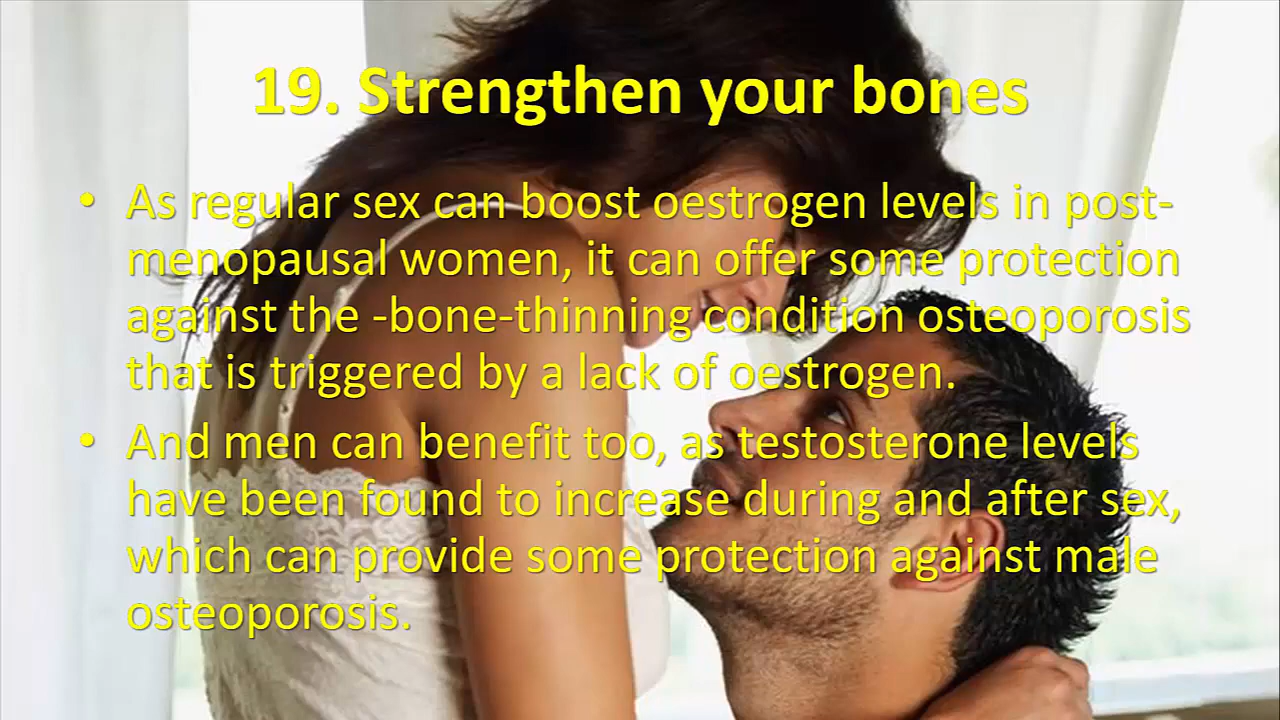 19. Strengthen your bones
• As regular sex can boost oestrogen levels in post-
menopausal women, it can offer some protection
against the -bone-thinning condition osteoporosis
that is triggered by a lack of oestrogen.
• And men can benefit too, as testosterone levels
have been found to increase during and after sex,
which can provide some protection against male
osteoporosis.